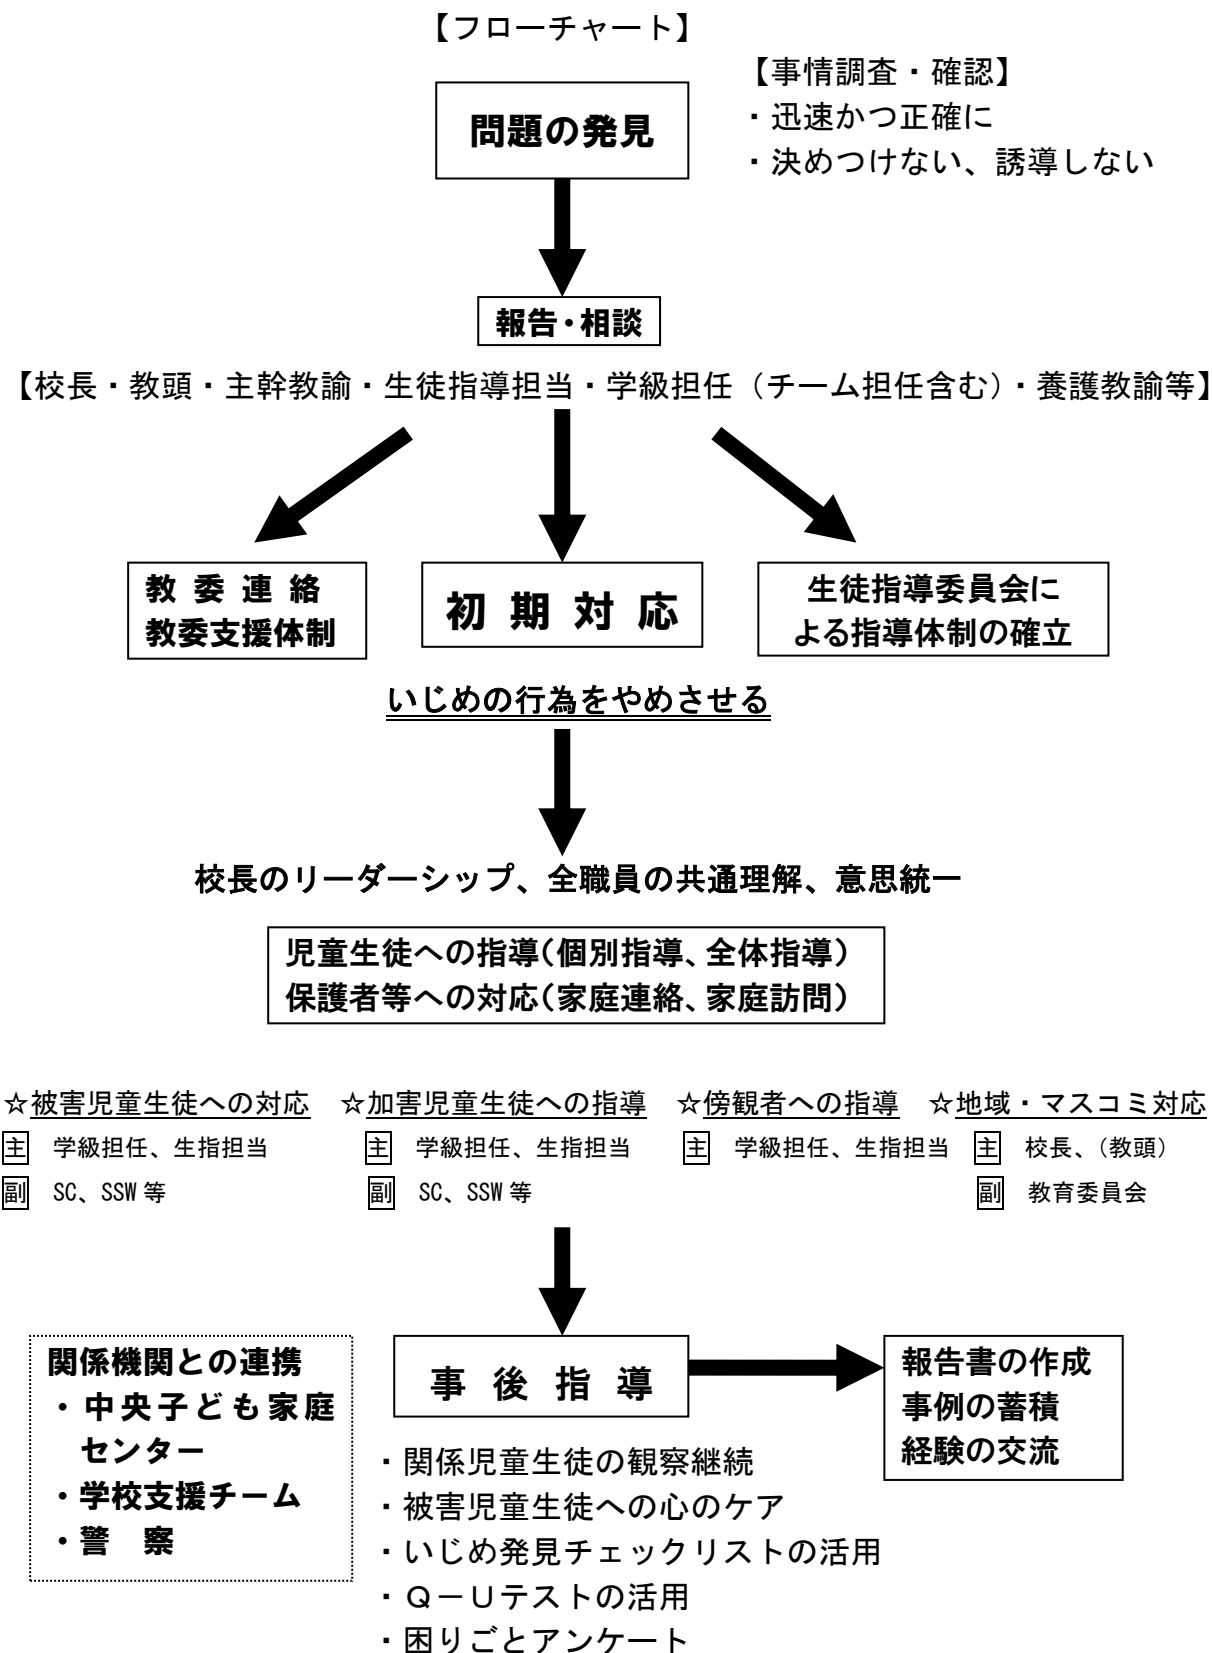 【フローチャート】
【事情調査・確認】
問題の発見
・迅速かつ正確に
・決めつけない、誘導しない
報告・相談
【校長・教頭・主幹教諭・生徒指導担当・学級担任（チーム担任含む）・養護教諭等】
教委連絡
教委支援体制
初期対応
生徒指導委員会に
よる指導体制の確立
いじめの行為をやめさせる
校長のリーダーシップ、全職員の共通理解、意思統一
児童生徒への指導（個別指導、全体指導）
保護者等への対応（家庭連絡、家庭訪問）
☆被害児童生徒への対応　☆加害児童生徒への指導　☆傍観者への指導　☆地域・マスコミ対応
主　学級担任、生指担当　主　学級担任、生指担当　主　学級担任、生指担当　主　校長、（教頭）
副　SC、SSW等　副　SC、SSW等　副　教育委員会
関係機関との連携
・中央子ども家庭
センター
・学校支援チーム
・警　察
事後指導
報告書の作成
事例の蓄積
経験の交流
・関係児童生徒の観察継続
・被害児童生徒への心のケア
・いじめ発見チェックリストの活用
・Ｑ－Ｕテストの活用
・困りごとアンケート